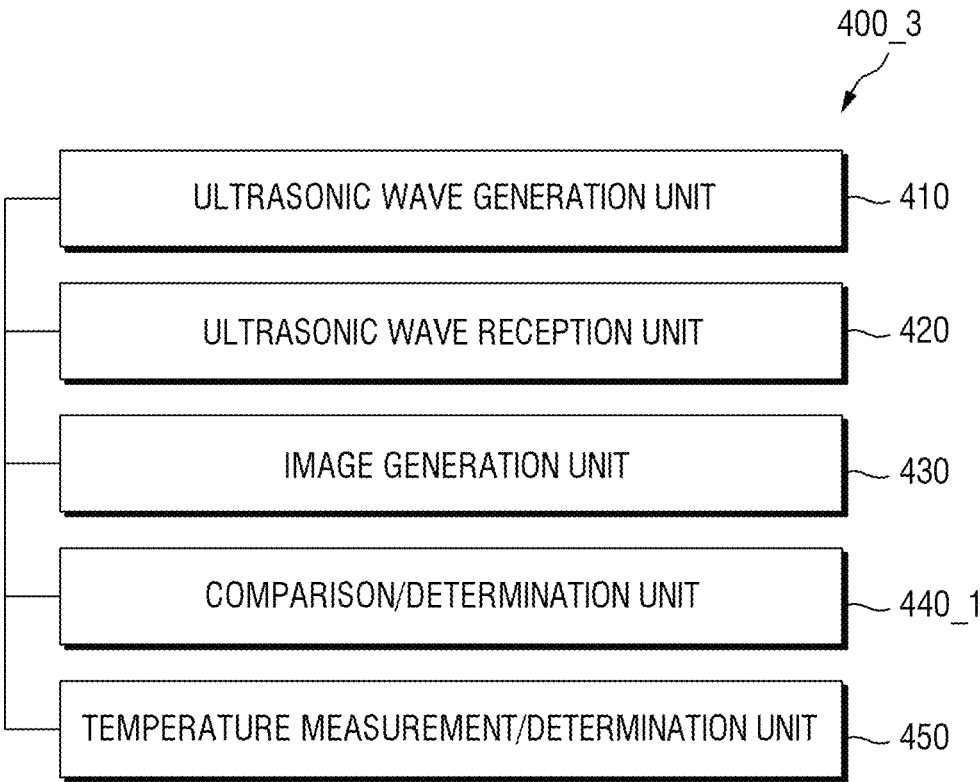 400_3
ULTRASONIC WAVE GENERATION UNIT 410
ULTRASONIC WAVE RECEPTION UNIT 420
IMAGE GENERATION UNIT 430
COMPARISON/DETERMINATION UNIT 440_1
TEMPERATURE MEASUREMENT/DETERMINATION UNIT 450